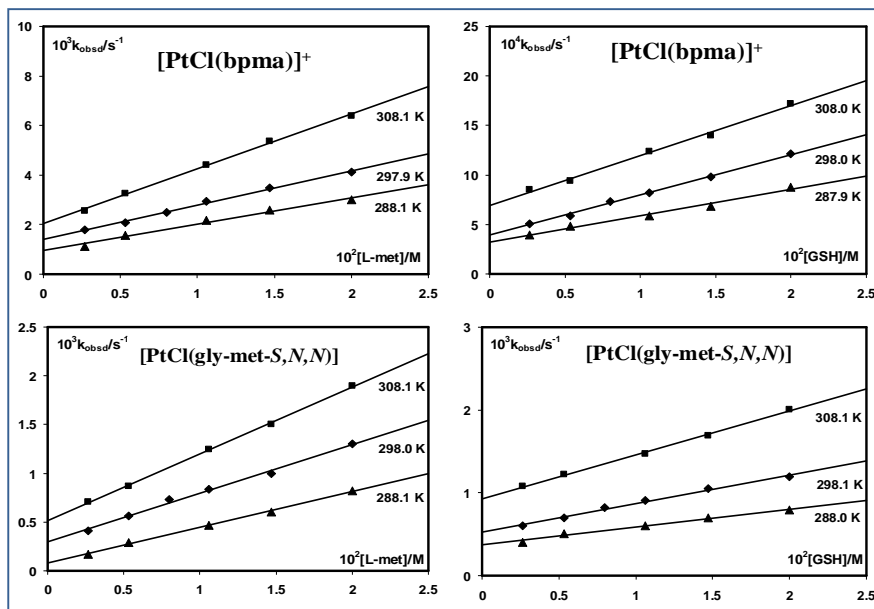 10
8
6
4
2
0
10³k_obsd/s⁻¹
[PtCl(bpma)]⁺
308.1 K
297.9 K
288.1 K
10²[L-met]/M
0 0.5 1 1.5 2 2.5
25
20
15
10
5
0
10⁴k_obsd/s⁻¹
[PtCl(bpma)]⁺
308.0 K
298.0 K
287.9 K
10²[GSH]/M
0 0.5 1 1.5 2 2.5
2.5
2
1.5
1
0.5
0
10³k_obsd/s⁻¹
[PtCl(gly-met-S,N,N)]
308.1 K
298.0 K
288.1 K
10²[L-met]/M
0 0.5 1 1.5 2 2.5
3
2
1
0
10³k_obsd/s⁻¹
[PtCl(gly-met-S,N,N)]
308.1 K
298.1 K
288.0 K
10²[GSH]/M
0 0.5 1 1.5 2 2.5